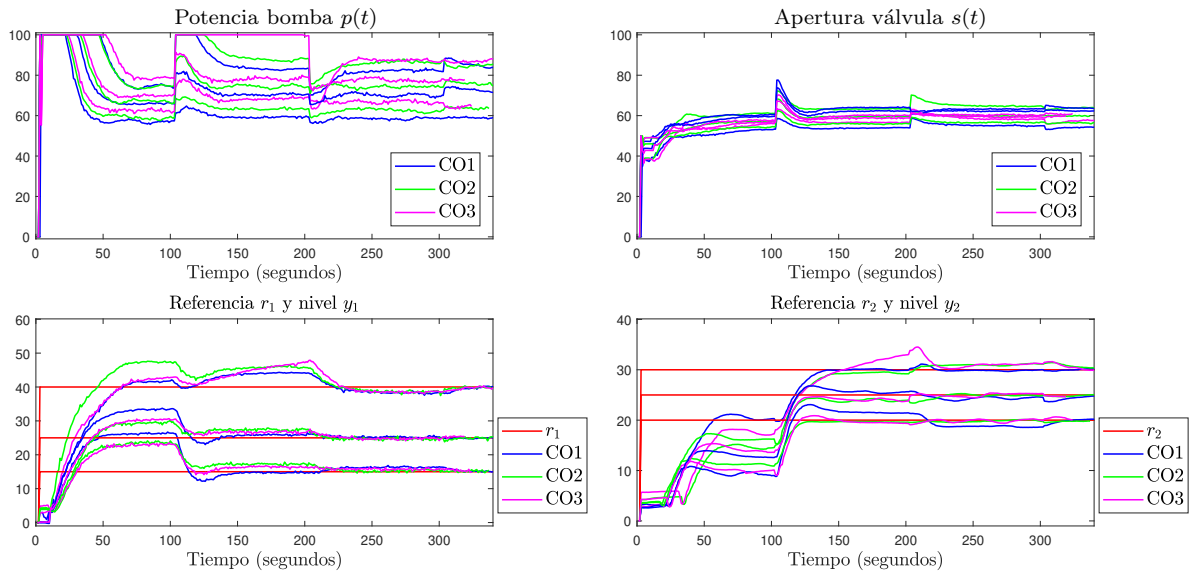 Potencia bomba p(t)
100
80
60
40
20
0
CO1
CO2
CO3
0 50 100 150 200 250 300
Tiempo (segundos)
Apertura válvula s(t)
100
80
60
40
20
0
CO1
CO2
CO3
0 50 100 150 200 250 300
Tiempo (segundos)
Referencia r₁ y nivel y₁
60
50
40
30
20
10
0
0 50 100 150 200 250 300
Tiempo (segundos)
r₁
CO1
CO2
CO3
Referencia r₂ y nivel y₂
40
30
20
10
0
0 50 100 150 200 250 300
Tiempo (segundos)
r₂
CO1
CO2
CO3